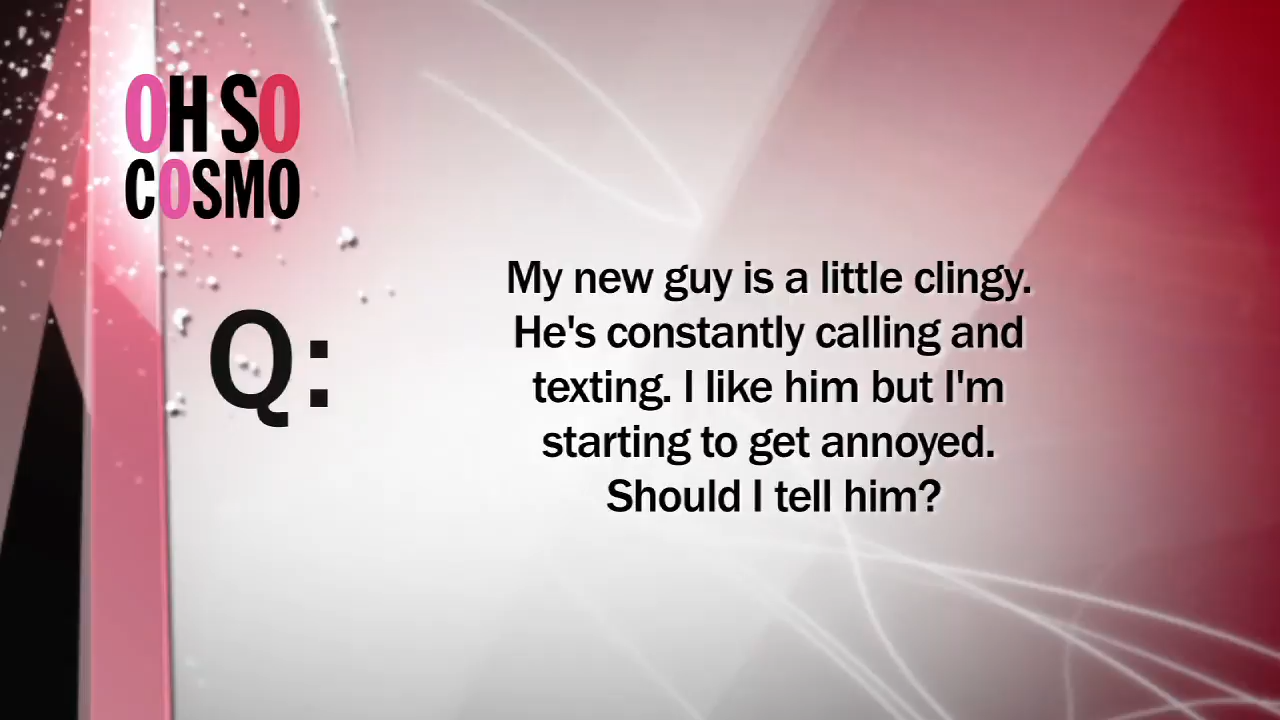 OH SO
COSMO
Q:
My new guy is a little clingy.
He's constantly calling and
texting. I like him but I'm
starting to get annoyed.
Should I tell him?